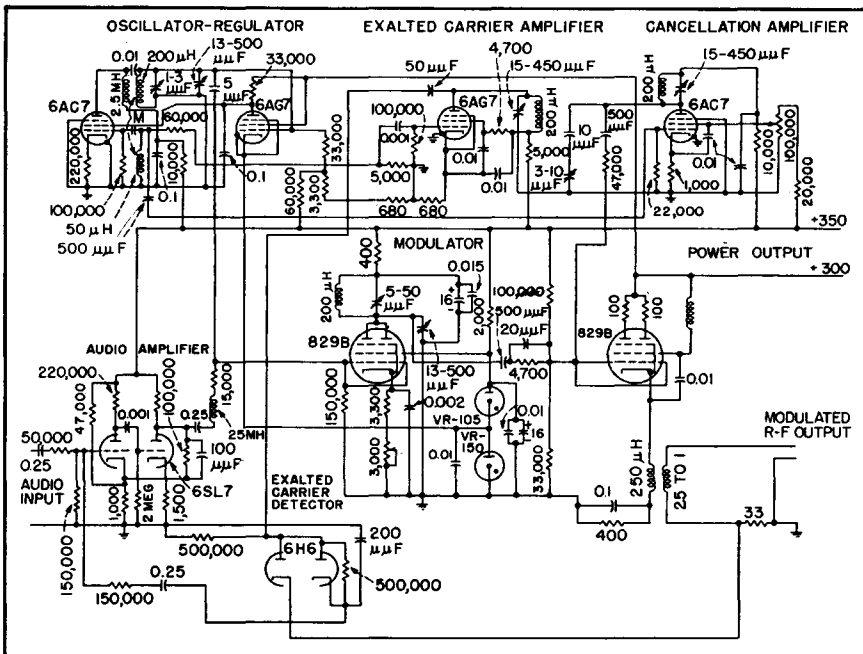 OSCILLATOR-REGULATOR
EXALTED CARRIER AMPLIFIER
CANCELLATION AMPLIFIER
0.01
200μH
13-500
μμF
33,000
1-3
μμF
5
μμF
2.5MH
6AC7
6AG7
M
60,000
220,000
10,000
0.1
0.1
100,000
50 μH
500 μμF
33,000
3,300
60,000
50 μμF
4,700
15-450 μμF
200 μH
6AG7
100,000
0.001
0.01
0.01
5,000
680
680
5,000
10
μμF
3-10 μμF
500
μμF
47,000
200 μH
15-450 μμF
6AC7
0.01
1,000
22,000
10,000
100,000
20,000
+350
MODULATOR
400
200 μH
5-50
μμF
0.015
16
+
-
829B
13-500
μμF
2,000
100,000
500 μμF
20μμF
4,700
POWER OUTPUT
+300
100
100
829B
0.01
AUDIO AMPLIFIER
220,000
47,000
0.001
100,000
0.25
15,000
25MH
100
μμF
6SL7
50,000
0.25
AUDIO
INPUT
150,000
1,000
2 MEG
1,500
150,000
3,300
3,000
0.002
0.01
VR-105
VR-
150
0.01
16
+
33,000
250 μH
2.5 TO 1
MODULATED
R-F OUTPUT
0.1
400
33
EXALTED
CARRIER
DETECTOR
500,000
6H6
200
μμF
500,000
150,000
0.25